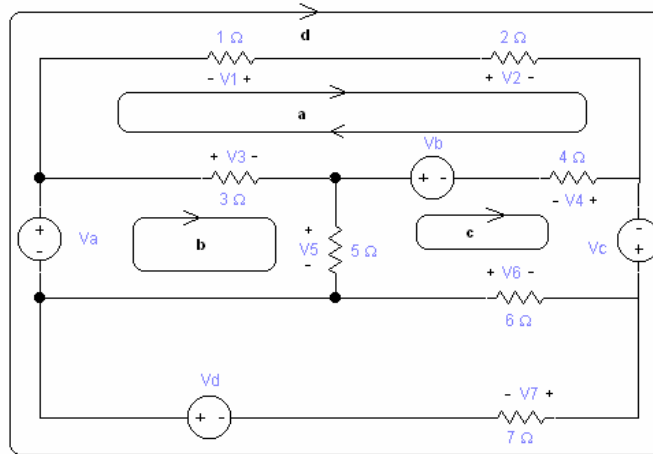 d
1 Ω
2 Ω
- V1 +
+ V2 -
a
+ V3 -
3 Ω
Vb
+ -
4 Ω
- V4 +
+
-
Va
b
+
V5
-
5 Ω
c
-
+
Vc
+ V6 -
6 Ω
Vd
+ -
- V7 +
7 Ω